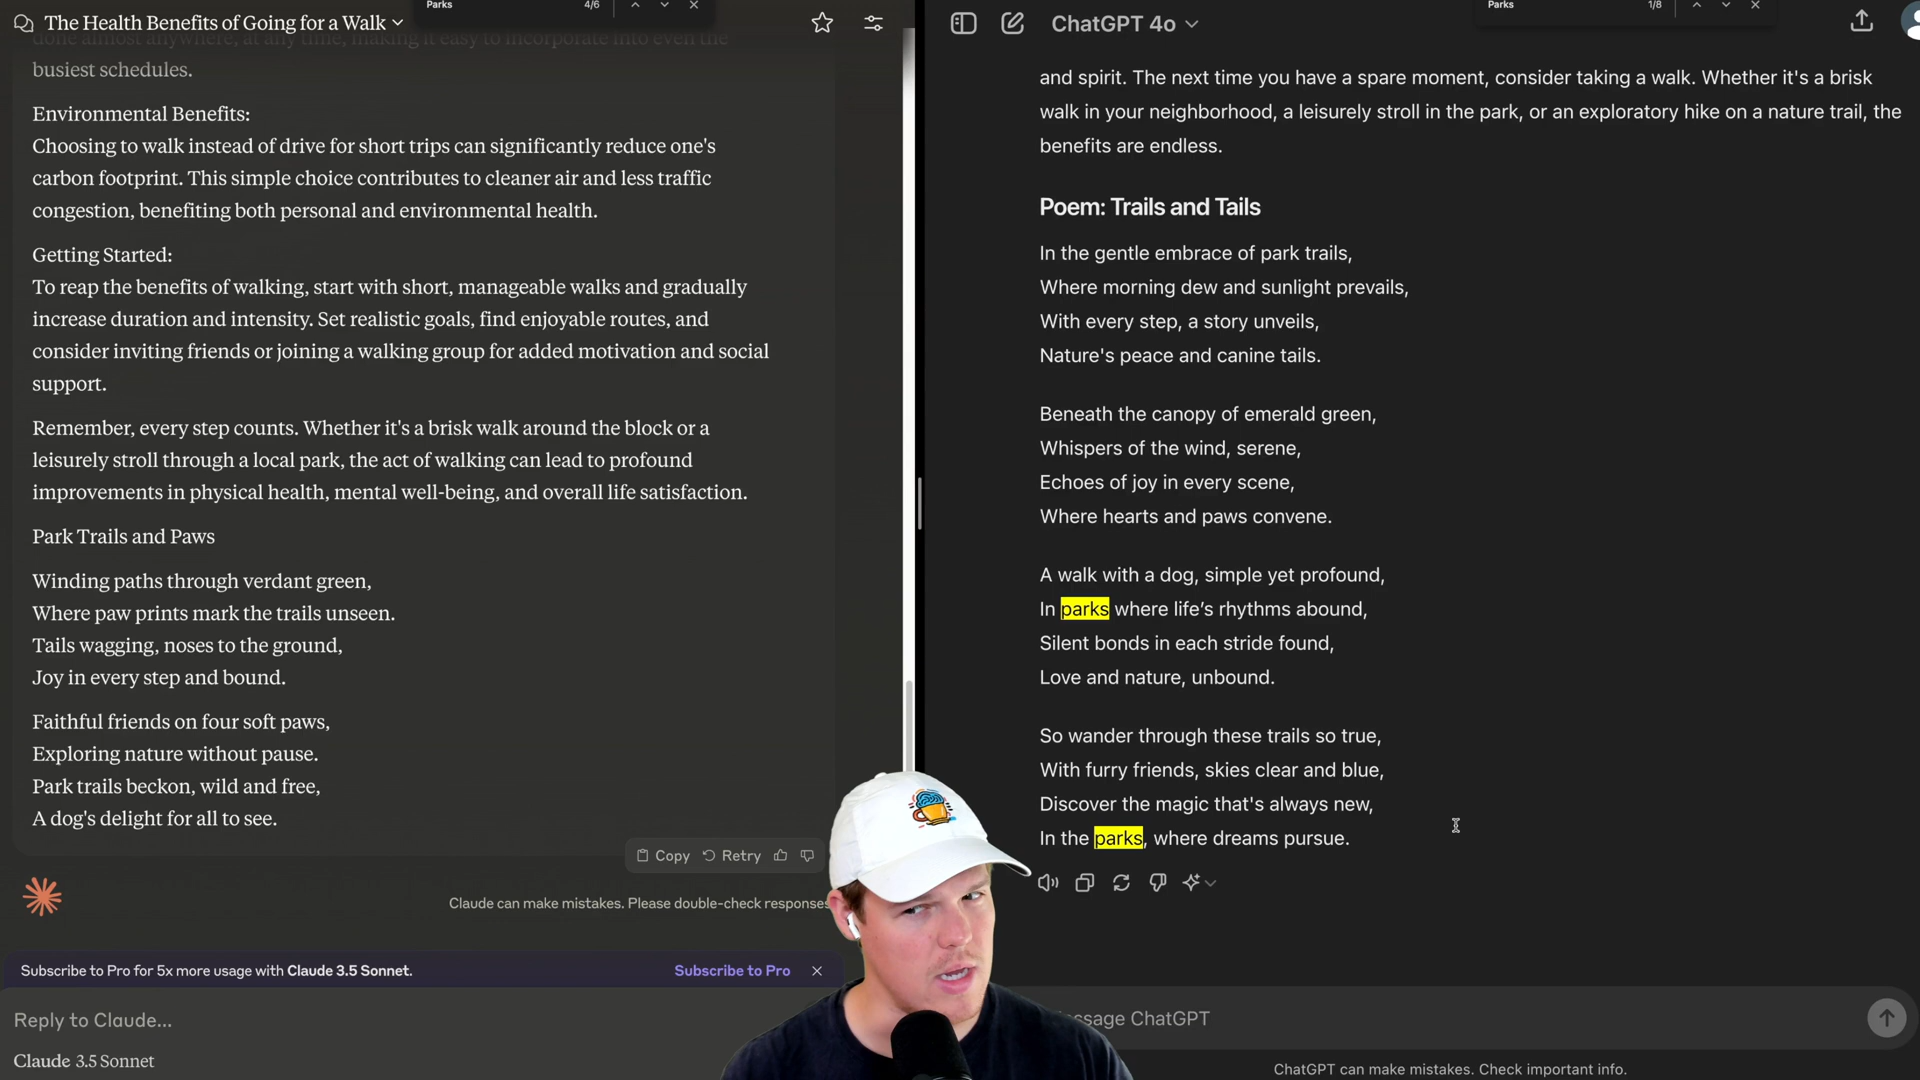 Parks 4/6
The Health Benefits of Going for a Walk
done almost anywhere, at any time, making it easy to incorporate into even the
busiest schedules.
Environmental Benefits:
Choosing to walk instead of drive for short trips can significantly reduce one's
carbon footprint. This simple choice contributes to cleaner air and less traffic
congestion, benefiting both personal and environmental health.
Getting Started:
To reap the benefits of walking, start with short, manageable walks and gradually
increase duration and intensity. Set realistic goals, find enjoyable routes, and
consider inviting friends or joining a walking group for added motivation and social
support.
Remember, every step counts. Whether it's a brisk walk around the block or a
leisurely stroll through a local park, the act of walking can lead to profound
improvements in physical health, mental well-being, and overall life satisfaction.
Park Trails and Paws
Winding paths through verdant green,
Where paw prints mark the trails unseen.
Tails wagging, noses to the ground,
Joy in every step and bound.
Faithful friends on four soft paws,
Exploring nature without pause.
Park trails beckon, wild and free,
A dog's delight for all to see.
Copy Retry
Claude can make mistakes. Please double-check responses
Subscribe to Pro for 5x more usage with Claude 3.5 Sonnet. Subscribe to Pro
Reply to Claude...
Claude 3.5 Sonnet
Parks 1/8
ChatGPT 4o
and spirit. The next time you have a spare moment, consider taking a walk. Whether it's a brisk
walk in your neighborhood, a leisurely stroll in the park, or an exploratory hike on a nature trail, the
benefits are endless.
Poem: Trails and Tails
In the gentle embrace of park trails,
Where morning dew and sunlight prevails,
With every step, a story unveils,
Nature's peace and canine tails.
Beneath the canopy of emerald green,
Whispers of the wind, serene,
Echoes of joy in every scene,
Where hearts and paws convene.
A walk with a dog, simple yet profound,
In parks where life’s rhythms abound,
Silent bonds in each stride found,
Love and nature, unbound.
So wander through these trails so true,
With furry friends, skies clear and blue,
Discover the magic that's always new,
In the parks, where dreams pursue.
ssage ChatGPT
ChatGPT can make mistakes. Check important info.